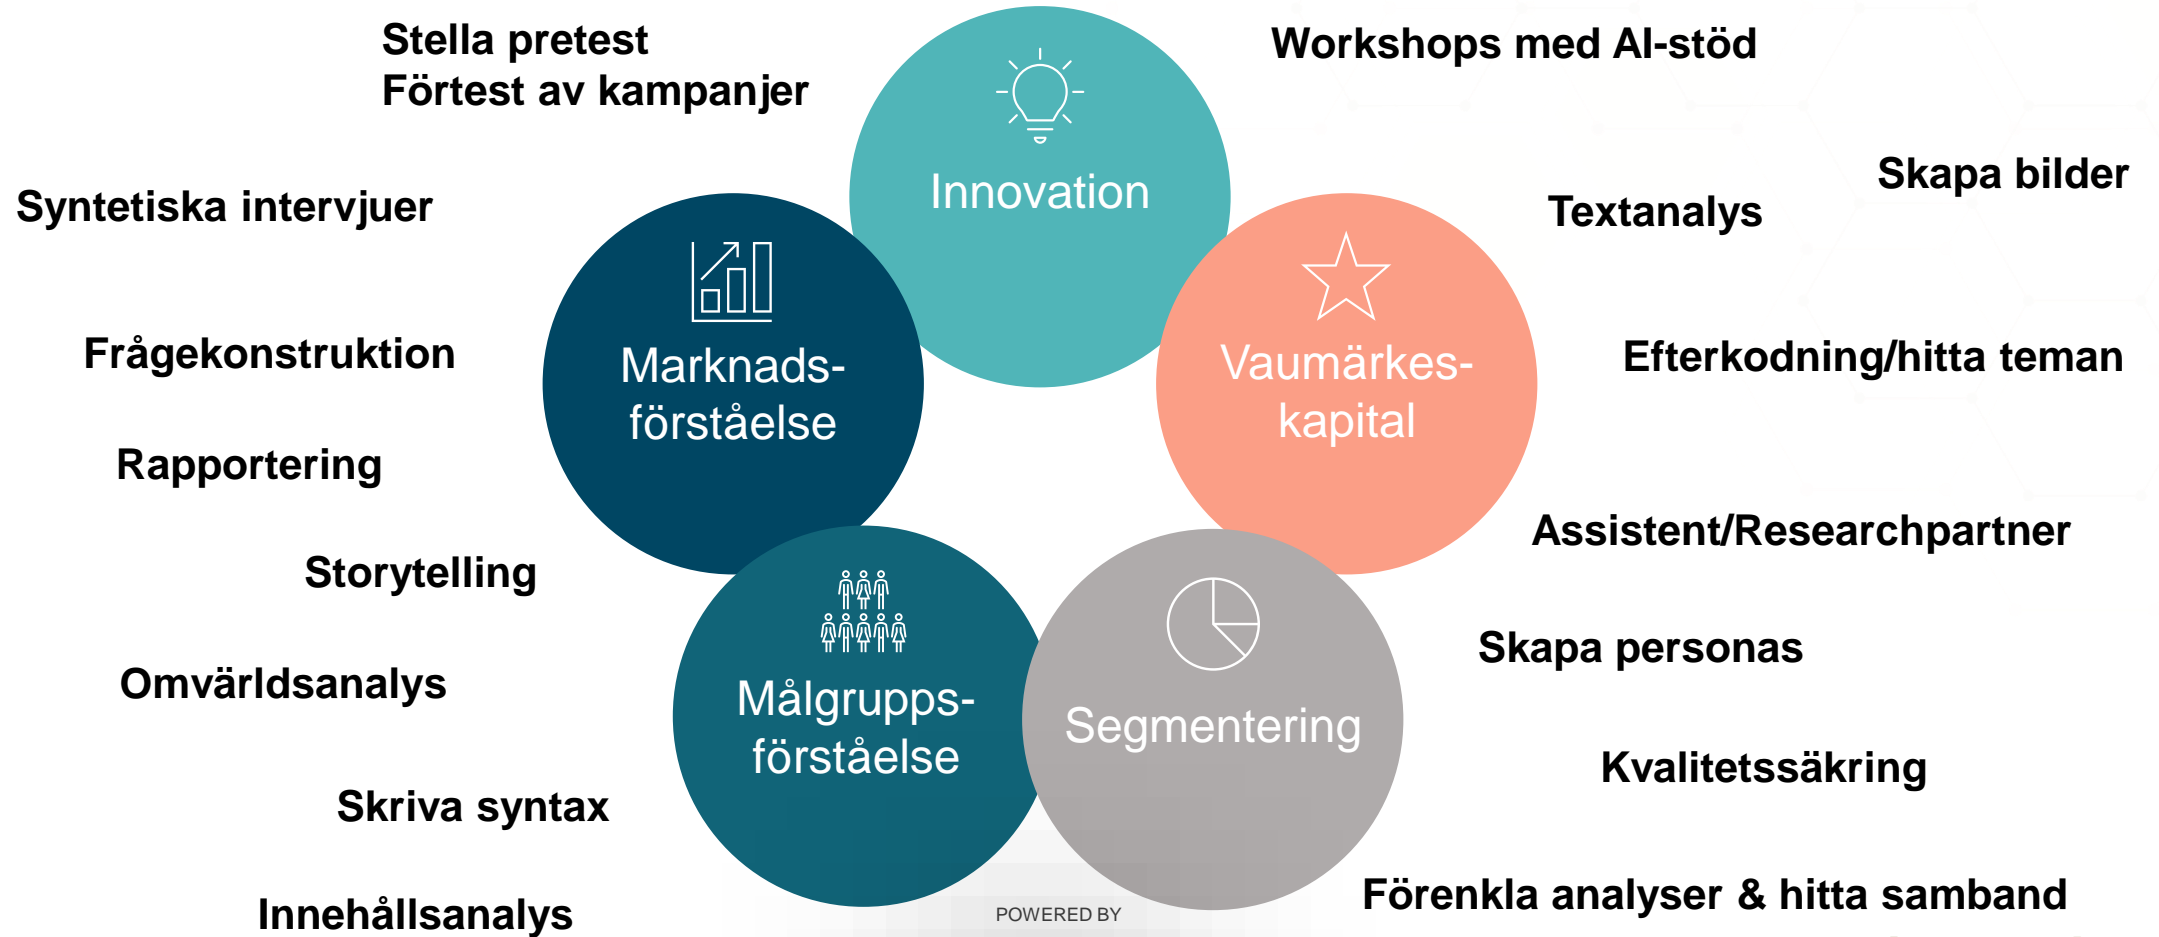 Stella pretest
Förtest av kampanjer
Workshops med AI-stöd
Innovation
Skapa bilder
Syntetiska intervjuer
Textanalys
Frågekonstruktion
Marknads-
förståelse
Vaumärkes-
kapital
Efterkodning/hitta teman
Rapportering
Assistent/Researchpartner
Storytelling
Skapa personas
Omvärldsanalys
Målgrupps-
förståelse
Segmentering
Kvalitetssäkring
Skriva syntax
Förenkla analyser & hitta samband
Innehållsanalys
POWERED BY